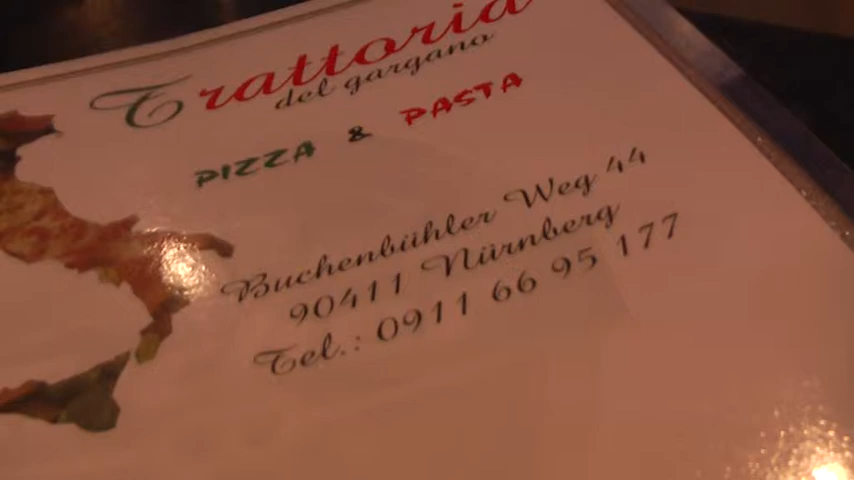 Trattoria
del gargano
PIZZA & PASTA
Buchenbühler Weg 44
90411 Nürnberg
Tel.: 0911 66 95 177